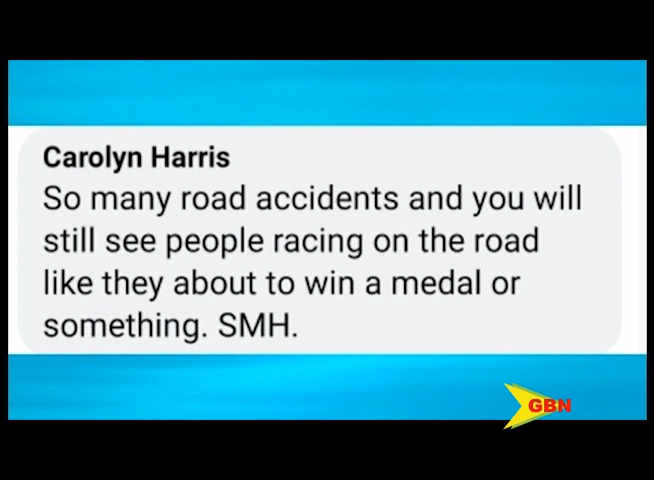 Carolyn Harris
So many road accidents and you will
still see people racing on the road
like they about to win a medal or
something. SMH.
GBN